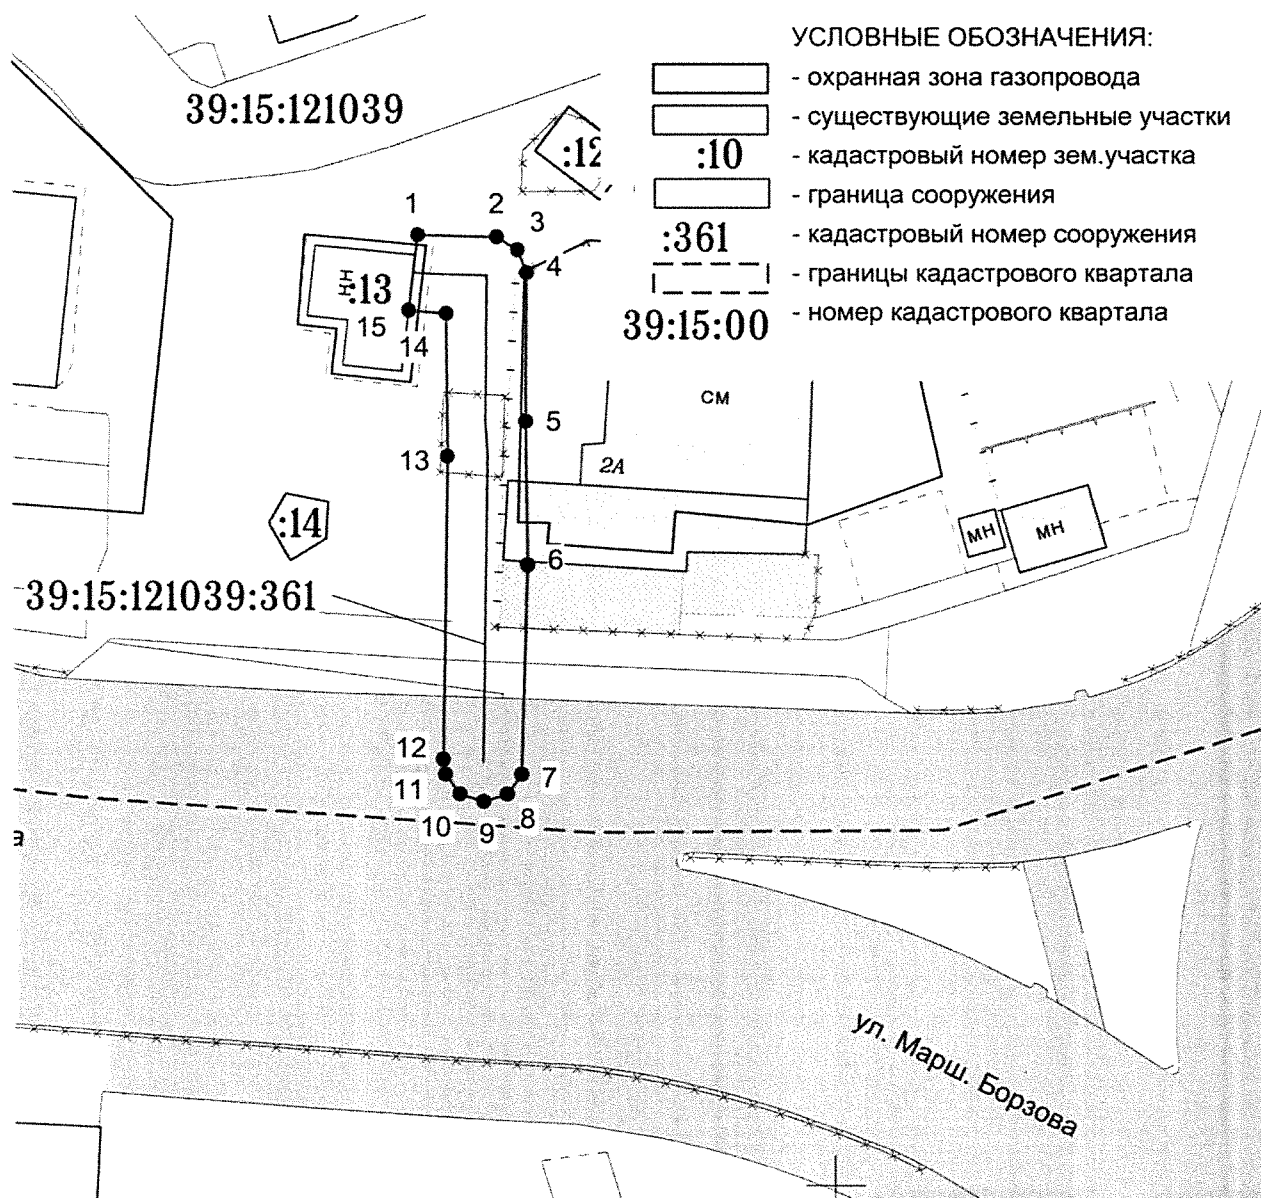 УСЛОВНЫЕ ОБОЗНАЧЕНИЯ:
- охранная зона газопровода
- существующие земельные участки
:10 - кадастровый номер зем.участка
- граница сооружения
:361 - кадастровый номер сооружения
- границы кадастрового квартала
39:15:00 - номер кадастрового квартала
39:15:121039
:12
1
2
3
4
Н
:13
15
14
СМ
5
13
2А
:14
МН
МН
6
39:15:121039:361
12
7
11
8
10
9
а
ул. Марш. Борзова